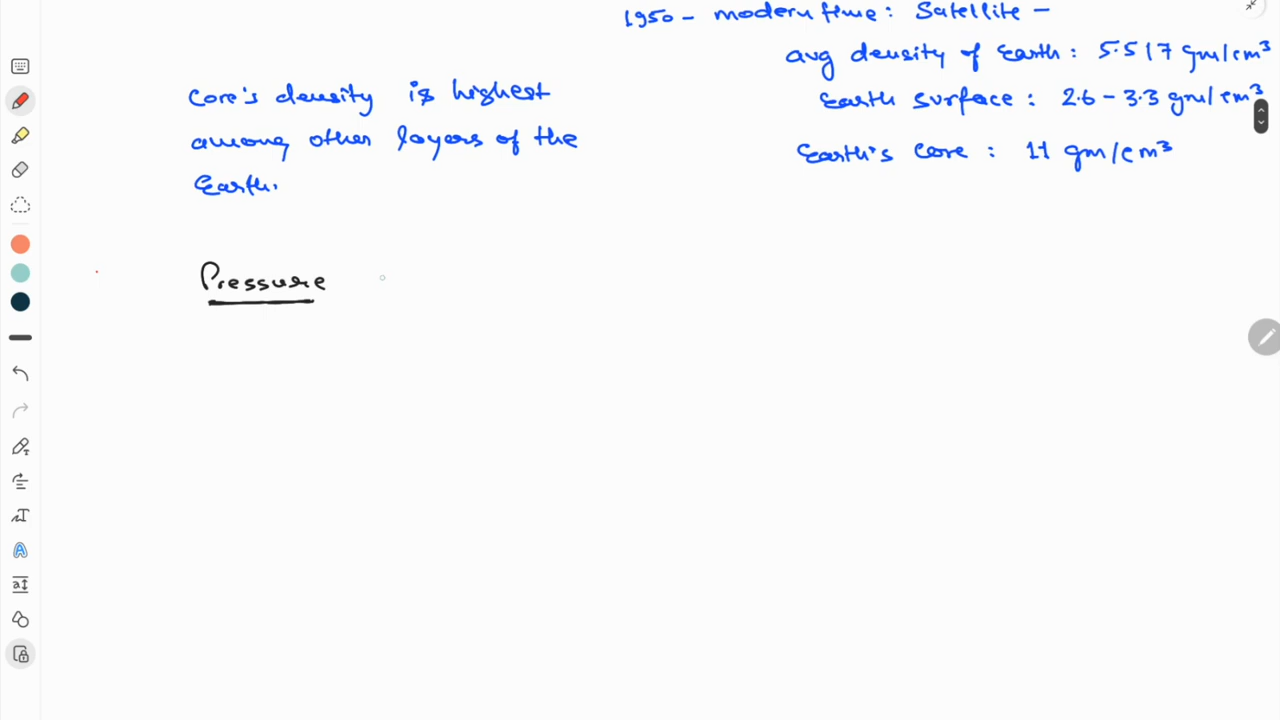 1950 - modern time: Satellite -
avg density of Earth: 5.517 gm/cm³
Earth surface: 2.6 - 3.3 gm/cm³
Earth's Core: 11 gm/cm³
Core's density is highest
among other layers of the
Earth.
Pressure